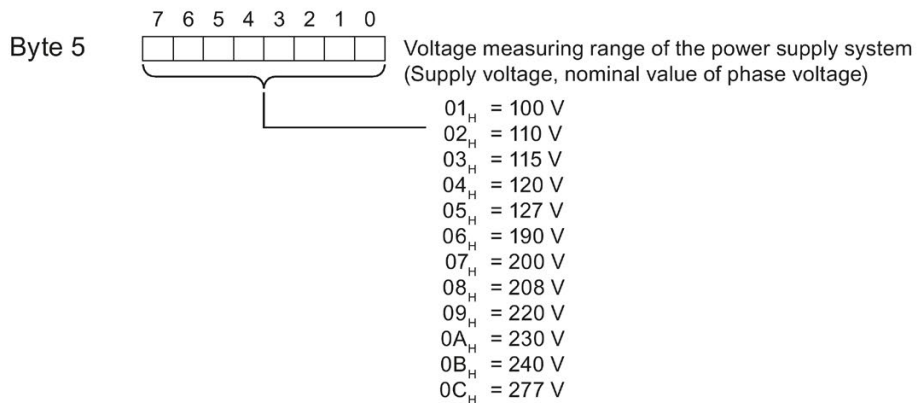 7 6 5 4 3 2 1 0
Byte 5 Voltage measuring range of the power supply system
(Supply voltage, nominal value of phase voltage)
01H = 100 V
02H = 110 V
03H = 115 V
04H = 120 V
05H = 127 V
06H = 190 V
07H = 200 V
08H = 208 V
09H = 220 V
0AH = 230 V
0BH = 240 V
0CH = 277 V